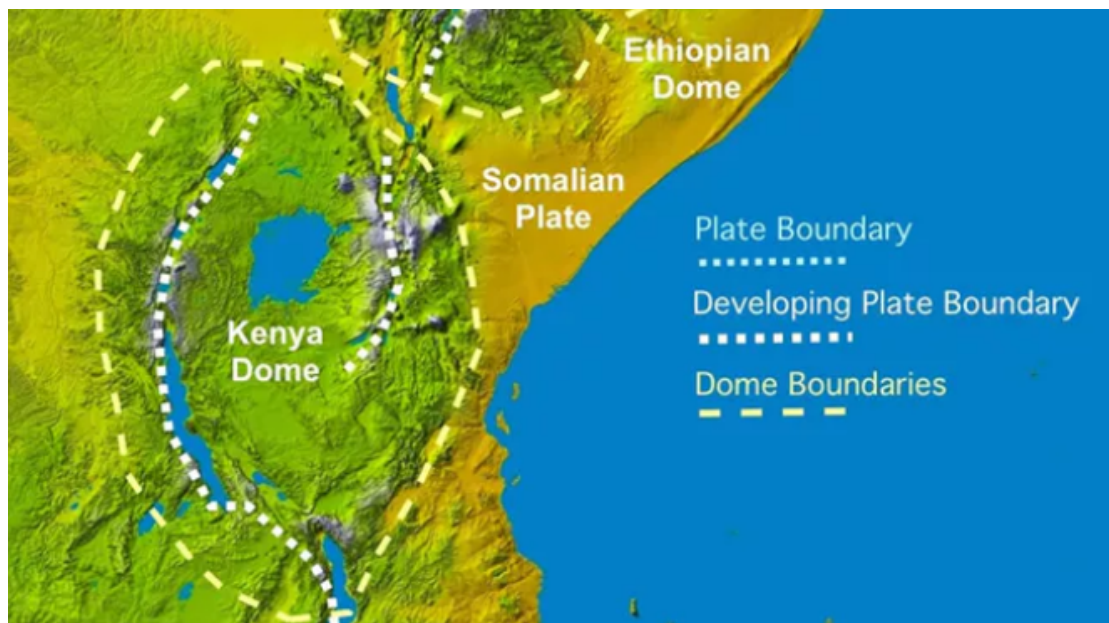 Ethiopian
Dome
Somalian
Plate
Plate Boundary
Developing Plate Boundary
Kenya
Dome
Dome Boundaries